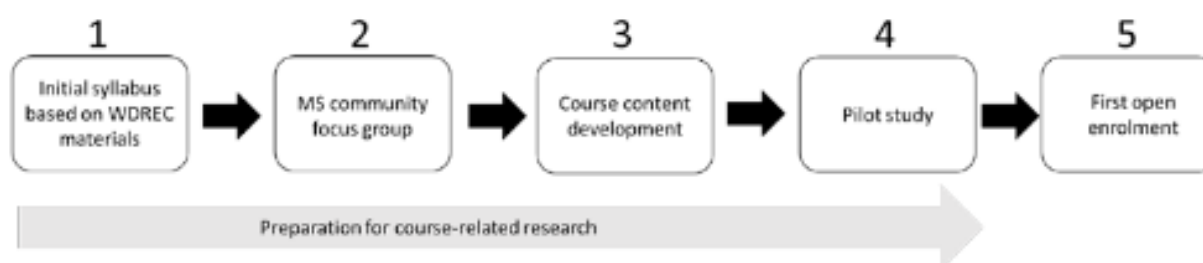 1
2
3
4
5
Initial syllabus
based on WDREC
materials
MS community
focus group
Course content
development
Pilot study
First open
enrolment
Preparation for course-related research